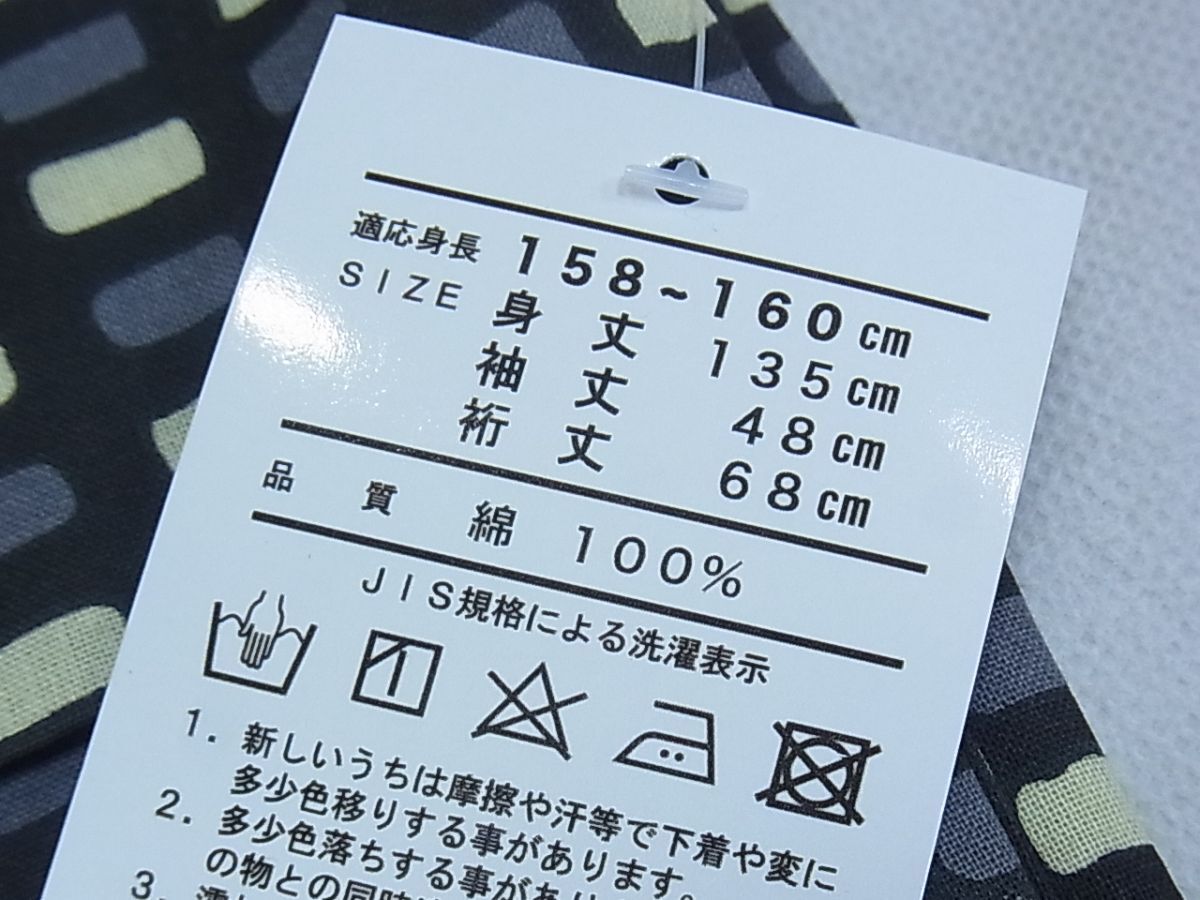 適応身長 158~160cm
SIZE 身丈 135cm
袖丈 48cm
裄丈 68cm
品質 綿 100%
JIS規格による洗濯表示
1. 新しいうちは摩擦や汗等で下着や変に
多少色移りする事があります。
2. 多少色落ちする事があり
の物との同時
3.